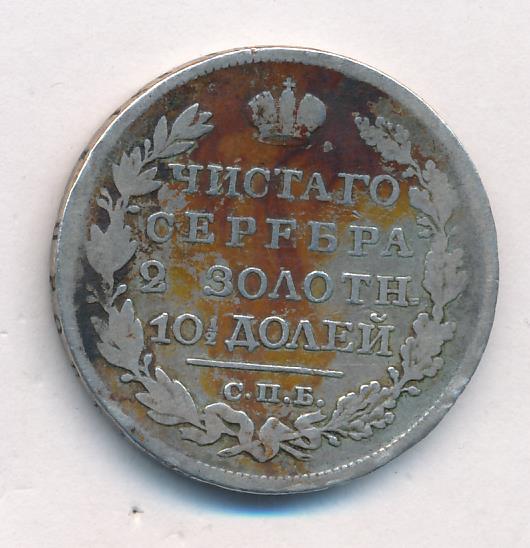 ЧИСТАГО
СЕРЕБРА
2 ЗОЛОТН.
10½ ДОЛЕЙ
С.П.Б.